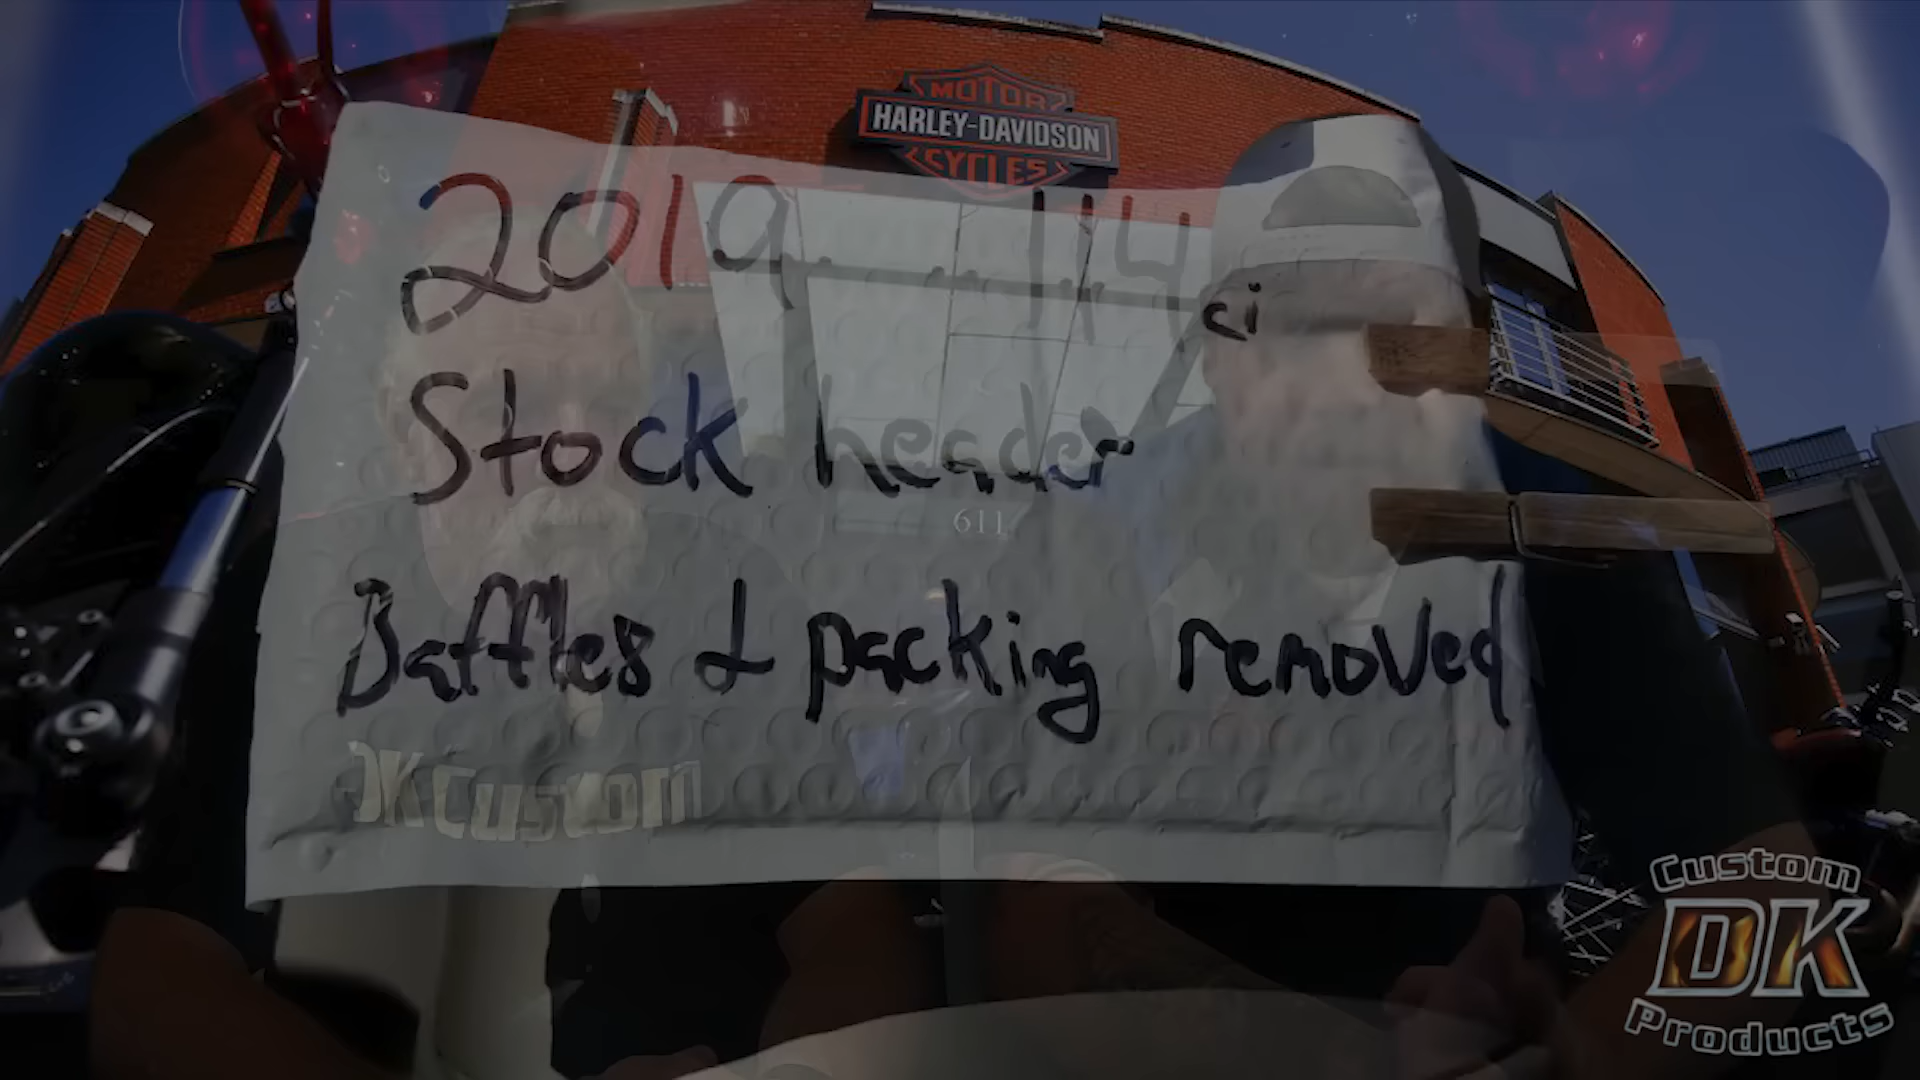 MOTOR
HARLEY-DAVIDSON
CYCLES
2019 114 ci
Stock header
611
Baffles & packing removed
DK Custom
Custom
DK
Products